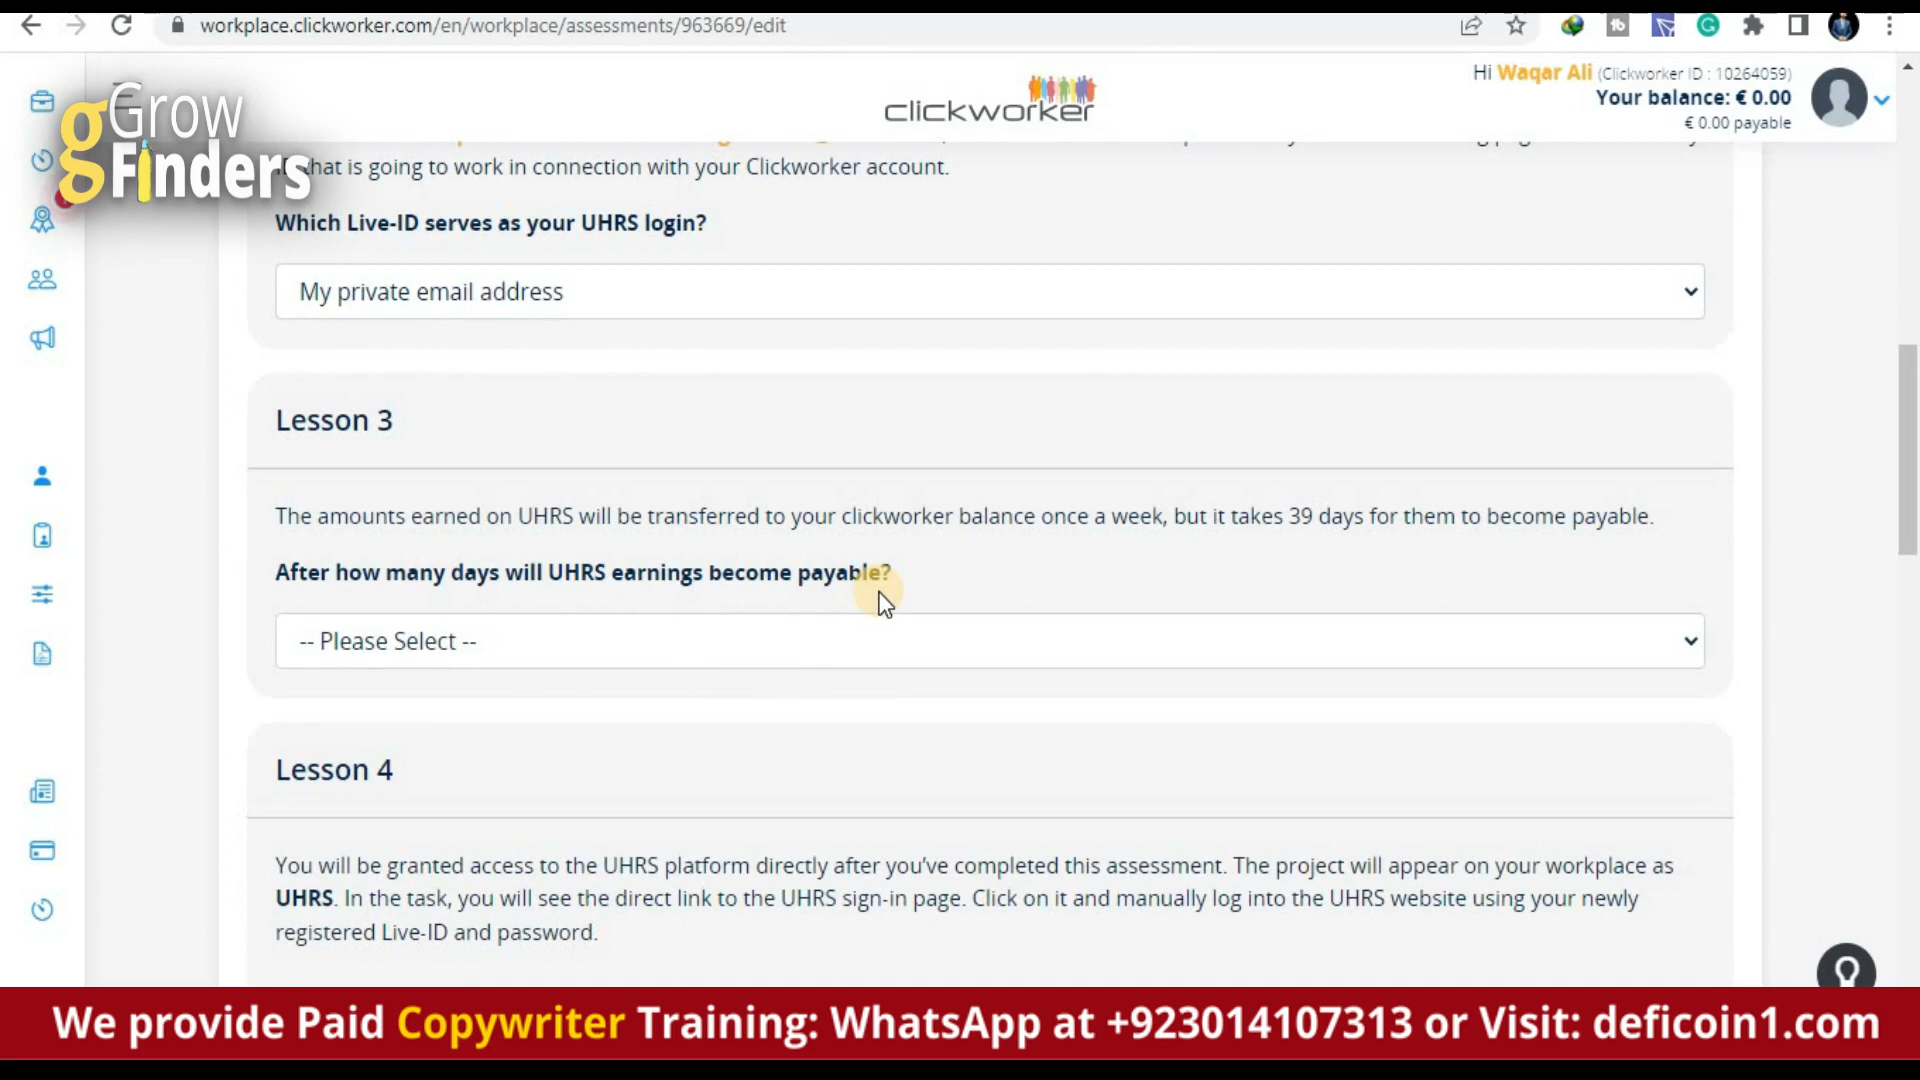 workplace.clickworker.com/en/workplace/assessments/963669/edit
Grow
Finders
clickworker
Hi Waqar Ali (Clickworker ID : 10264059)
Your balance: € 0.00
€ 0.00 payable
that is going to work in connection with your Clickworker account.
Which Live-ID serves as your UHRS login?
My private email address
Lesson 3
The amounts earned on UHRS will be transferred to your clickworker balance once a week, but it takes 39 days for them to become payable.
After how many days will UHRS earnings become payable?
-- Please Select --
Lesson 4
You will be granted access to the UHRS platform directly after you've completed this assessment. The project will appear on your workplace as
UHRS. In the task, you will see the direct link to the UHRS sign-in page. Click on it and manually log into the UHRS website using your newly
registered Live-ID and password.
We provide Paid Copywriter Training: WhatsApp at +923014107313 or Visit: deficoin1.com